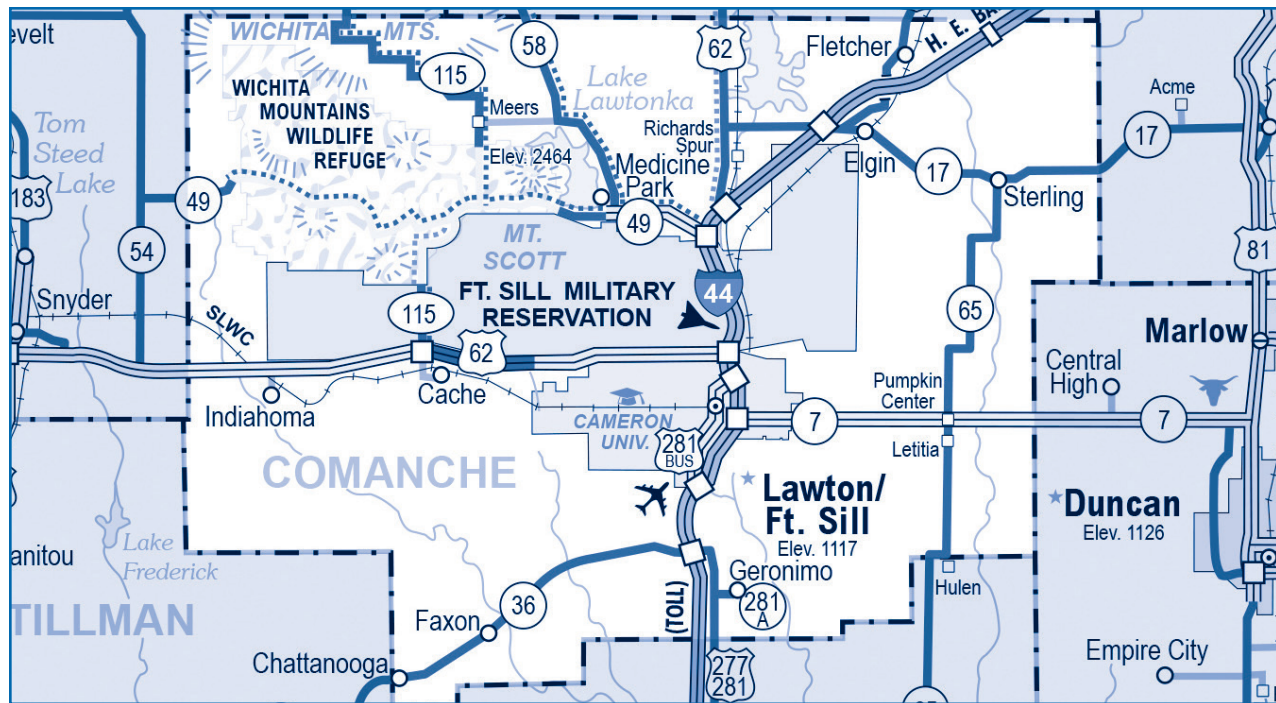 WICHITA MTS.
58
62
Fletcher
H. E. BA
evelt
115
Lake
Lawtonka
Acme
WICHITA
MOUNTAINS
WILDLIFE
REFUGE
Meers
Richards
Spur
17
Tom
Steed
Lake
Elev. 2464
Medicine
Park
Elgin
17
183
49
Sterling
49
54
MT.
SCOTT
81
Snyder
SLWC
115
FT. SILL MILITARY
RESERVATION
44
65
Marlow
62
Central
High
Indiahoma
Cache
Pumpkin
Center
CAMERON
UNIV.
7
7
281
BUS
Letitia
COMANCHE
Lawton/
Ft. Sill
Elev. 1117
Duncan
Elev. 1126
anitou
Lake
Frederick
Geronimo
Hulen
TILLMAN
36
281
A
Faxon
(TOLL)
Chattanooga
277
281
Empire City